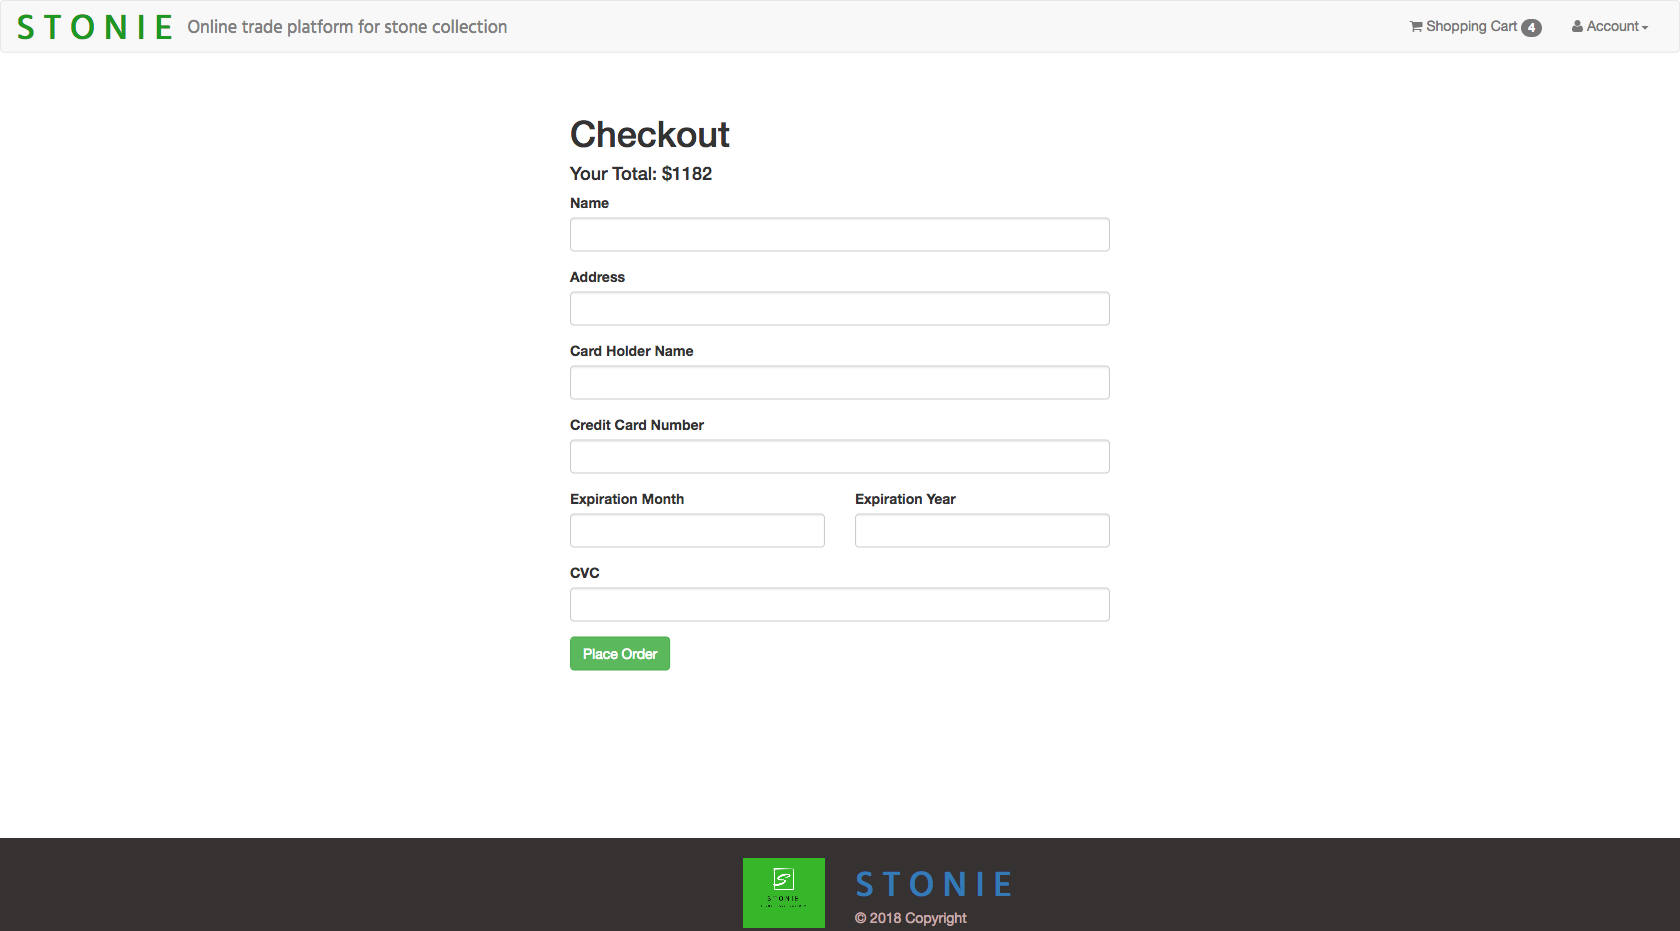 STONIE Online trade platform for stone collection Shopping Cart 4 Account
Checkout
Your Total: $1182
Name
Address
Card Holder Name
Credit Card Number
Expiration Month Expiration Year
CVC
Place Order
S
STONIE
STONIE
© 2018 Copyright